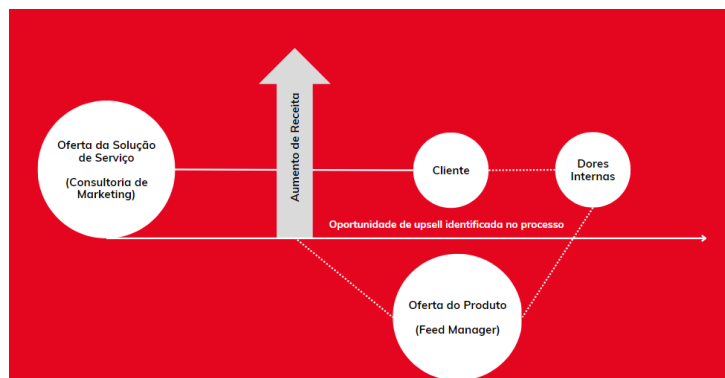 Oferta da Solução
de Serviço
(Consultoria de
Marketing)
Aumento de Receita
Cliente
Dores
Internas
Oportunidade de upsell identificada no processo
Oferta do Produto
(Feed Manager)